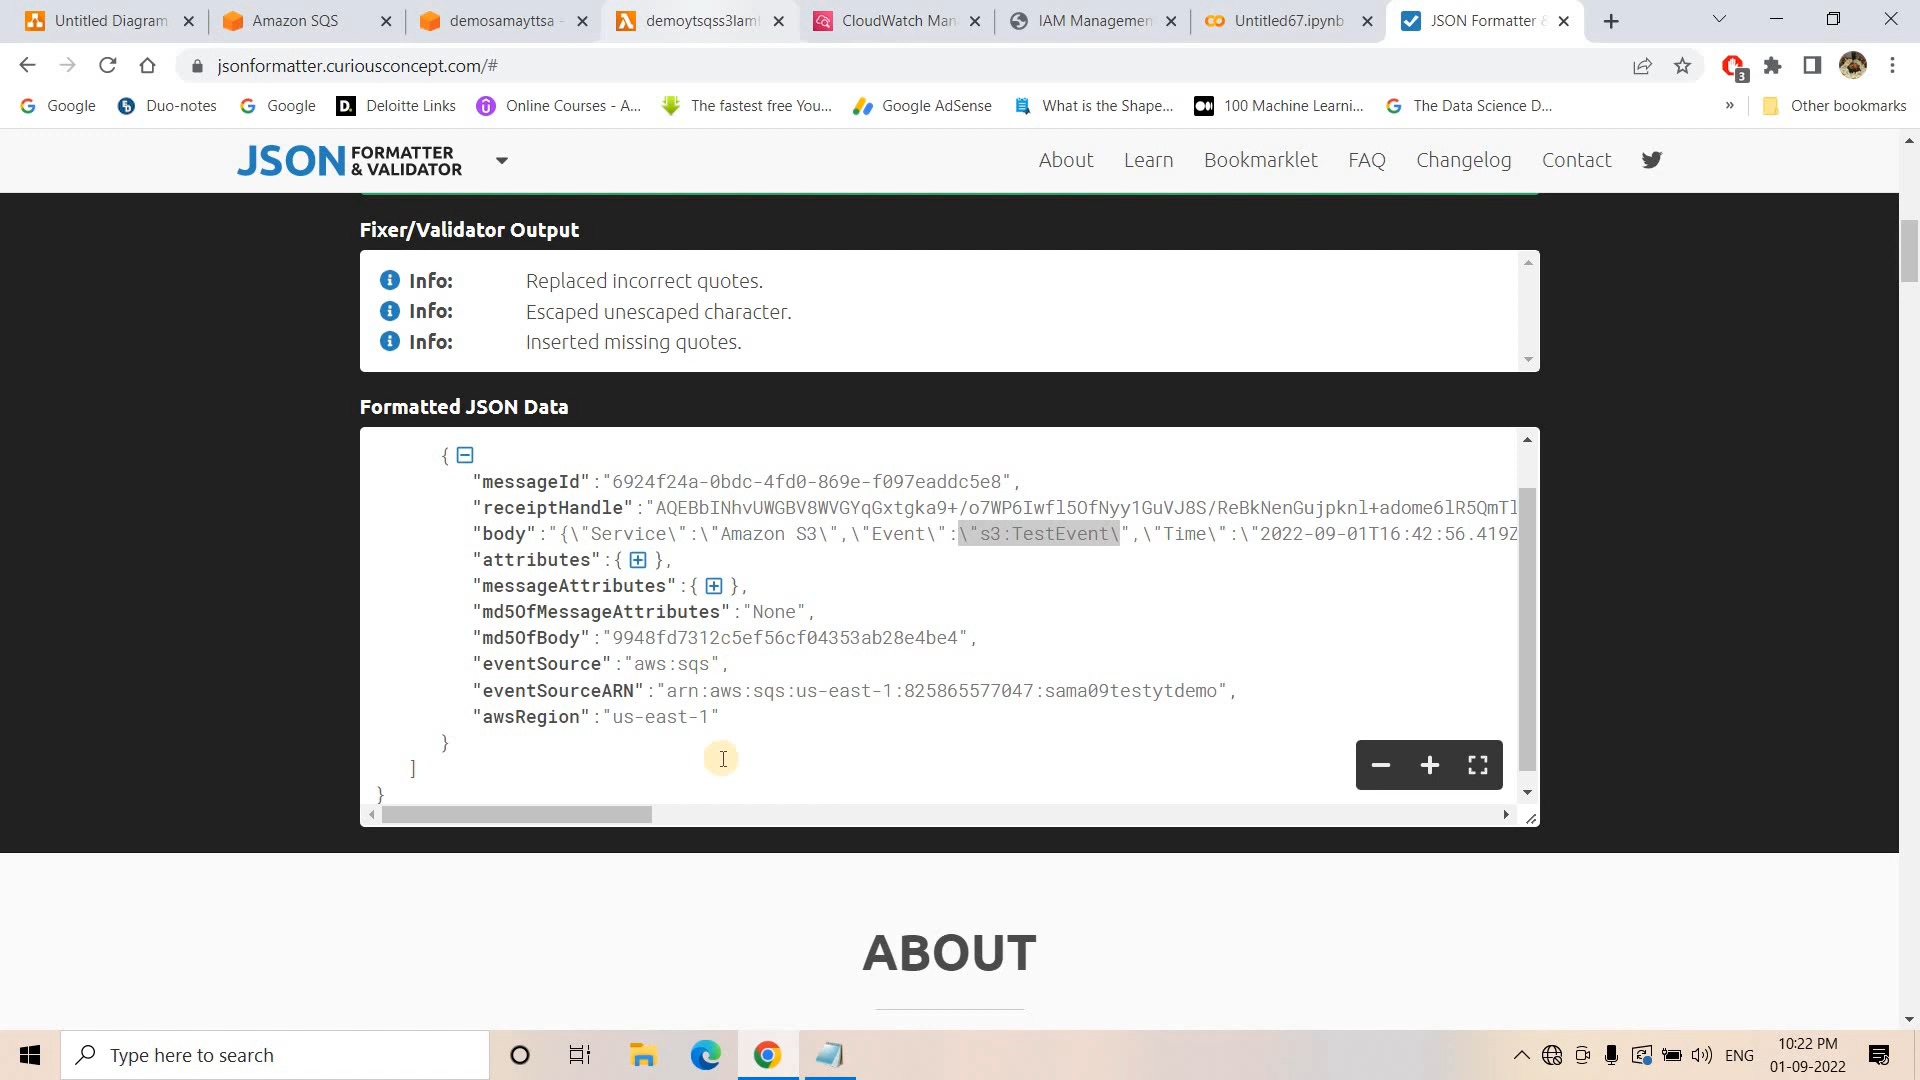 Untitled Diagram
Amazon SQS
demosamayttsa -
demoytsqss3laml
CloudWatch Man
IAM Managemen
Untitled67.ipynb
JSON Formatter &
jsonformatter.curiousconcept.com/#
3
Google
Duo-notes
Google
Deloitte Links
Online Courses - A...
The fastest free You...
Google AdSense
What is the Shape...
100 Machine Learni...
The Data Science D...
»
Other bookmarks
JSON FORMATTER & VALIDATOR
About
Learn
Bookmarklet
FAQ
Changelog
Contact
Fixer/Validator Output
Info: Replaced incorrect quotes.
Info: Escaped unescaped character.
Info: Inserted missing quotes.
Formatted JSON Data
{
"messageId":"6924f24a-0bdc-4fd0-869e-f097eaddc5e8",
"receiptHandle":"AQEBbINhvUWGBV8WVGYqGxtgka9+/o7WP6Iwfl5OfNyy1GuVJ8S/ReBkNenGujpknl+adome6lR5QmTl
"body":"{\"Service\":\"Amazon S3\",\"Event\":\"s3:TestEvent\",\"Time\":\"2022-09-01T16:42:56.419Z
"attributes":{ },
"messageAttributes":{ },
"md5OfMessageAttributes":"None",
"md5OfBody":"9948fd7312c5ef56cf04353ab28e4be4",
"eventSource":"aws:sqs",
"eventSourceARN":"arn:aws:sqs:us-east-1:825865577047:sama09testytdemo",
"awsRegion":"us-east-1"
}
]
}
ABOUT
Type here to search
ENG
10:22 PM
01-09-2022